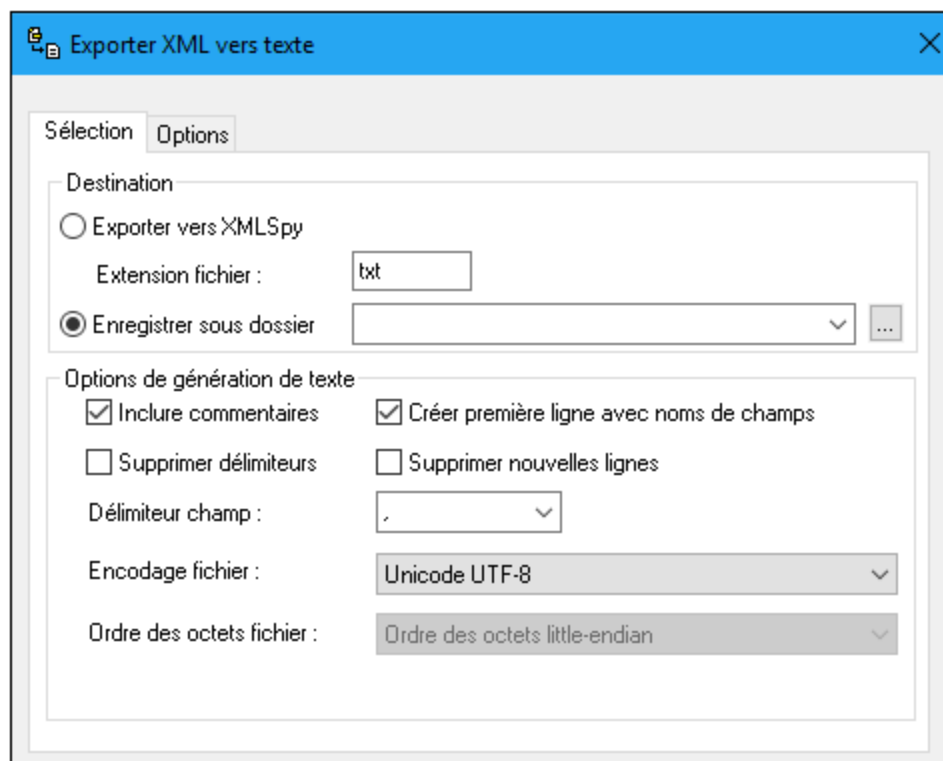 Exporter XML vers texte
Sélection Options
Destination
Exporter vers XMLSpy
Extension fichier : txt
Enregistrer sous dossier ...
Options de génération de texte
Inclure commentaires Créer première ligne avec noms de champs
Supprimer délimiteurs Supprimer nouvelles lignes
Délimiteur champ : ,
Encodage fichier : Unicode UTF-8
Ordre des octets fichier : Ordre des octets little-endian